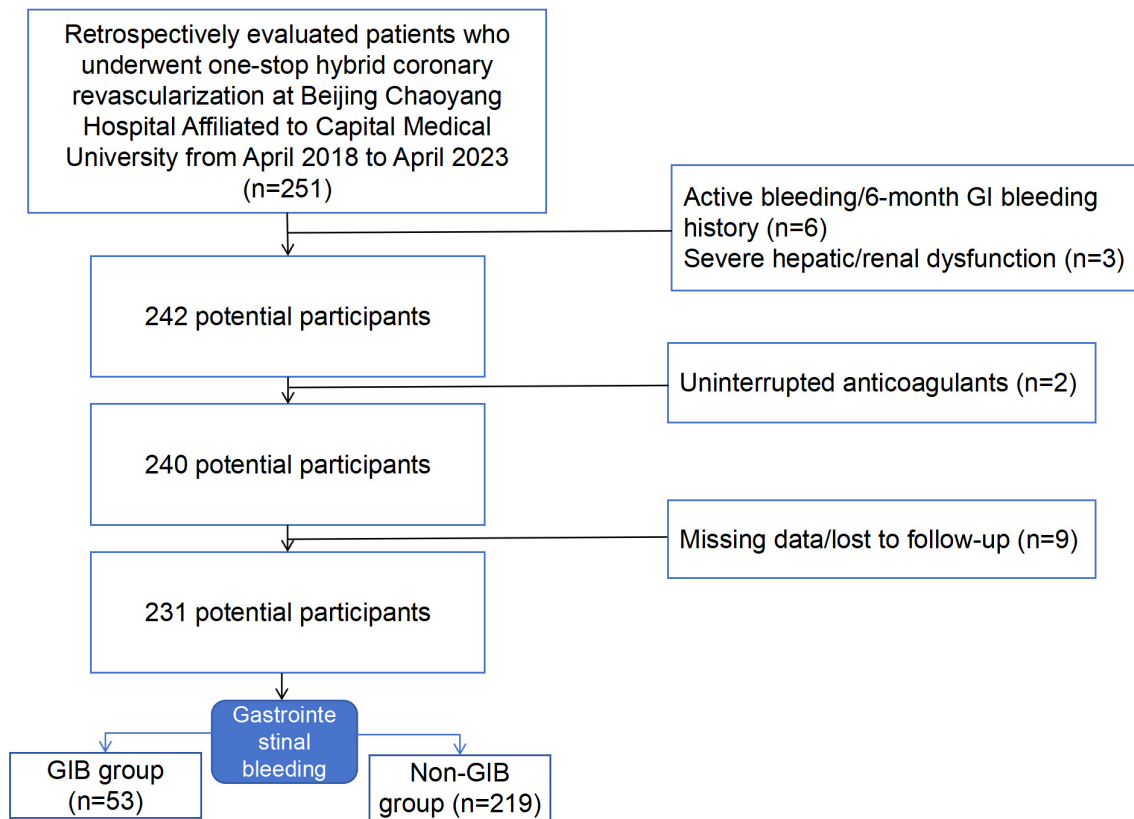 Retrospectively evaluated patients who
underwent one-stop hybrid coronary
revascularization at Beijing Chaoyang
Hospital Affiliated to Capital Medical
University from April 2018 to April 2023
(n=251)
Active bleeding/6-month GI bleeding
history (n=6)
Severe hepatic/renal dysfunction (n=3)
242 potential participants
Uninterrupted anticoagulants (n=2)
240 potential participants
Missing data/lost to follow-up (n=9)
231 potential participants
Gastrointe
stinal
bleeding
GIB group
(n=53)
Non-GIB
group (n=219)